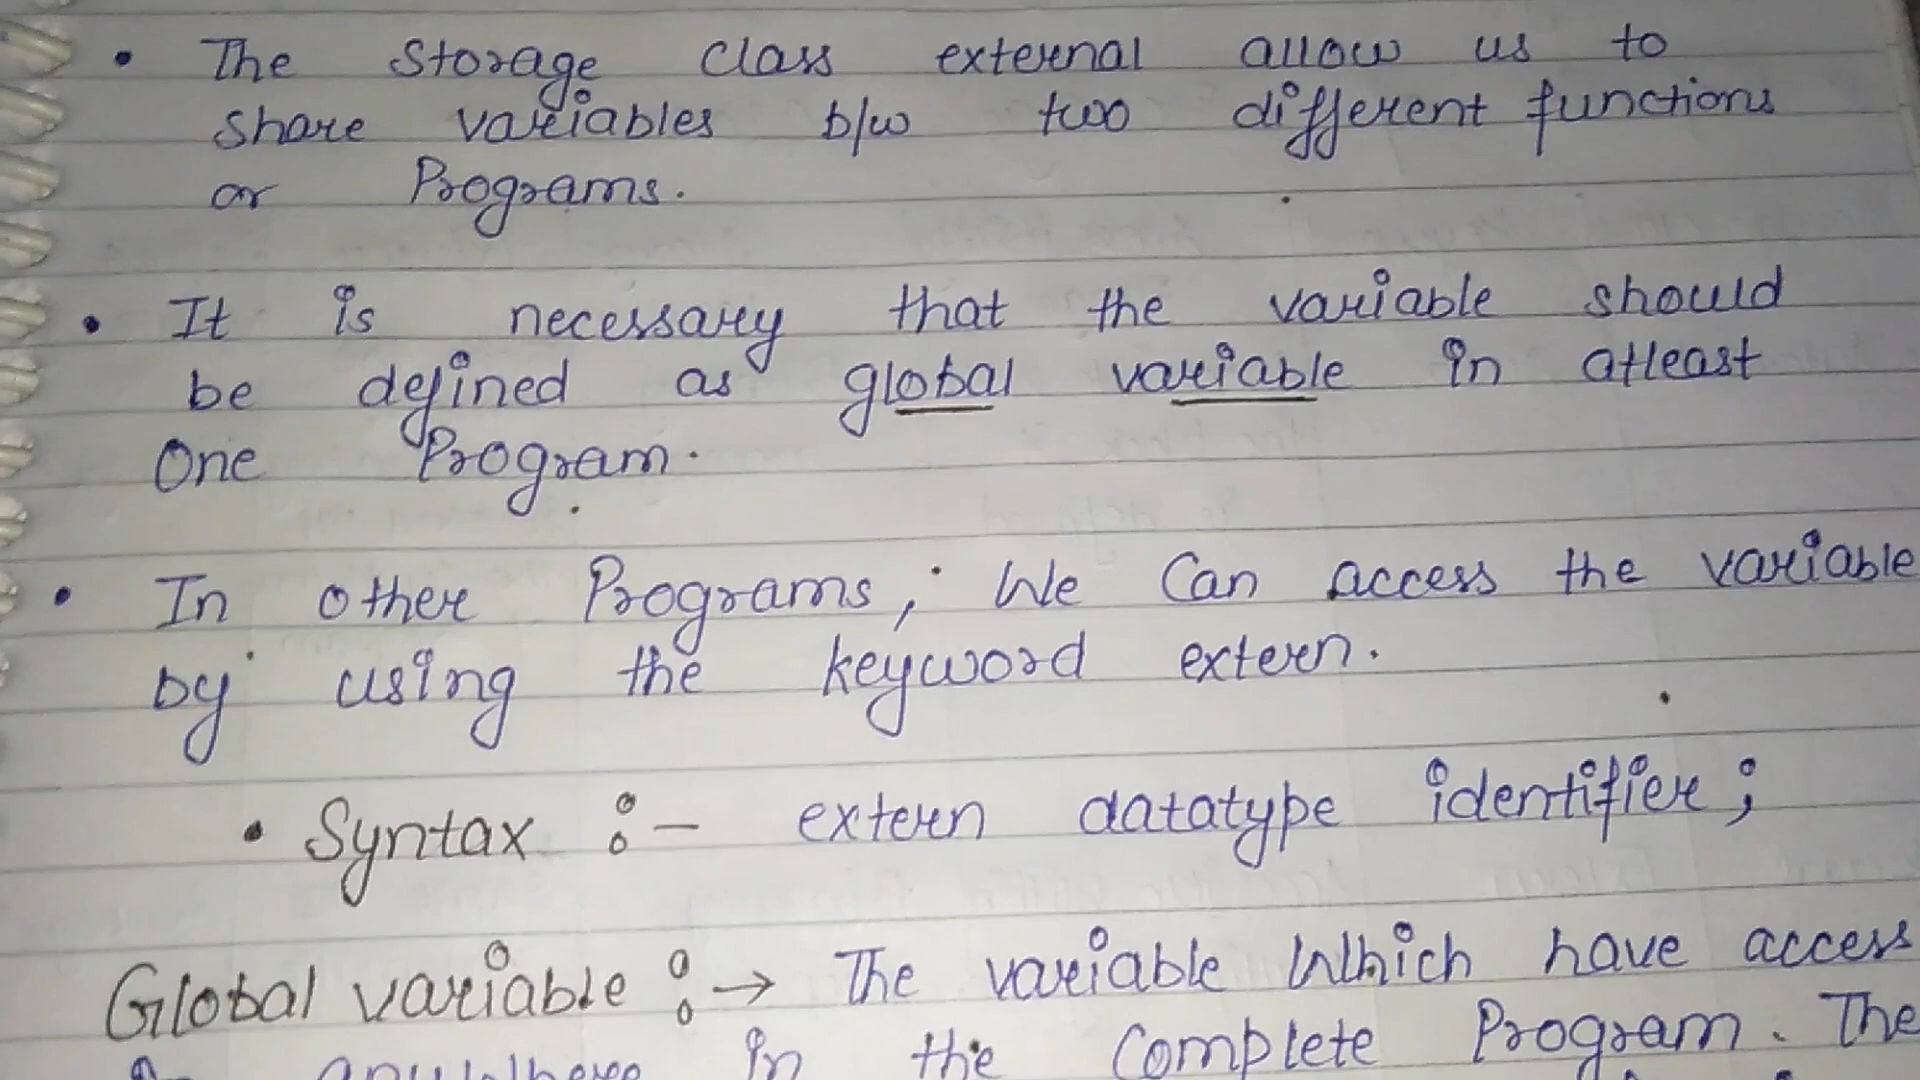 • The storage class external allow us to
share variables b/w two different functions
or Programs.
• It is necessary that the variable should
be defined as global variable in atleast
One Program.
• In other Programs, We Can access the variable
by using the keyword extern.
• Syntax :- extern datatype identifier;
Global variable :→ The variable Which have access
anywhere in the Complete Program. The